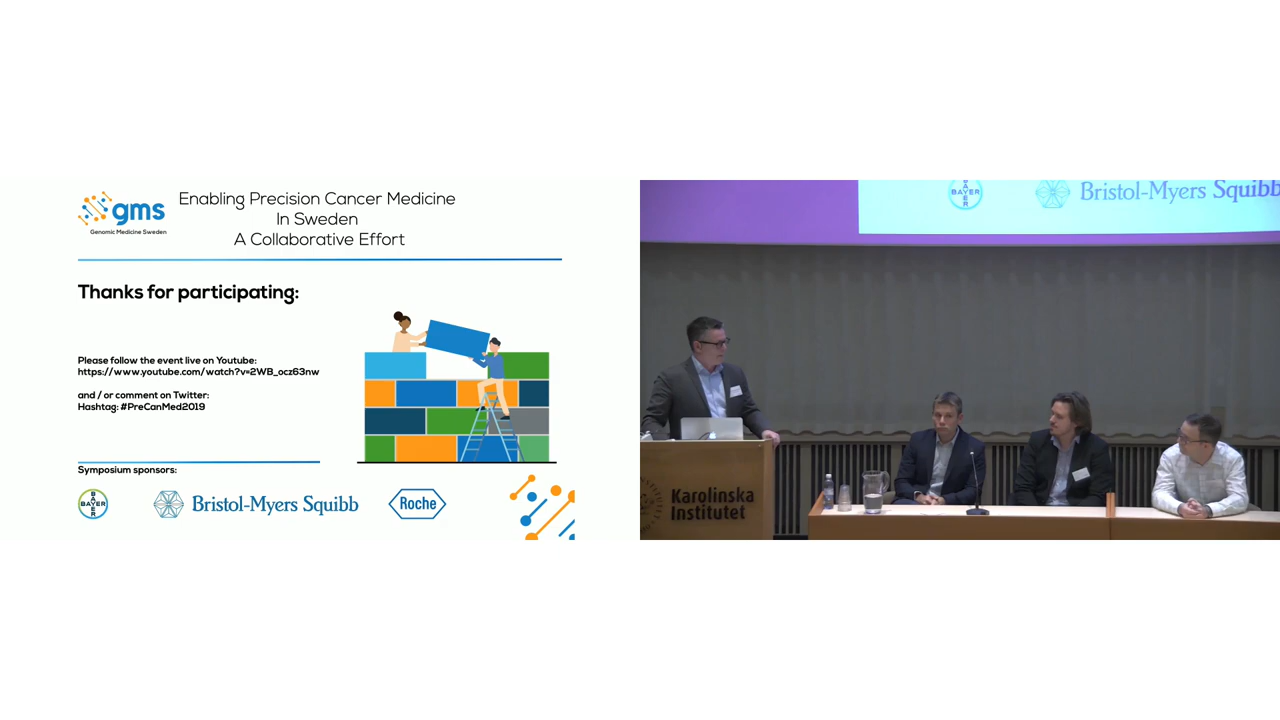 gms
Genomic Medicine Sweden
Enabling Precision Cancer Medicine
In Sweden
A Collaborative Effort
Thanks for participating:
Please follow the event live on Youtube:
https://www.youtube.com/watch?v=2WB_ocz63nw
and / or comment on Twitter:
Hashtag: #PreCanMed2019
Symposium sponsors:
BAYER
BAYER
Bristol-Myers Squibb
Roche
BAYER
Bristol-Myers Squibb
Karolinska
Institutet